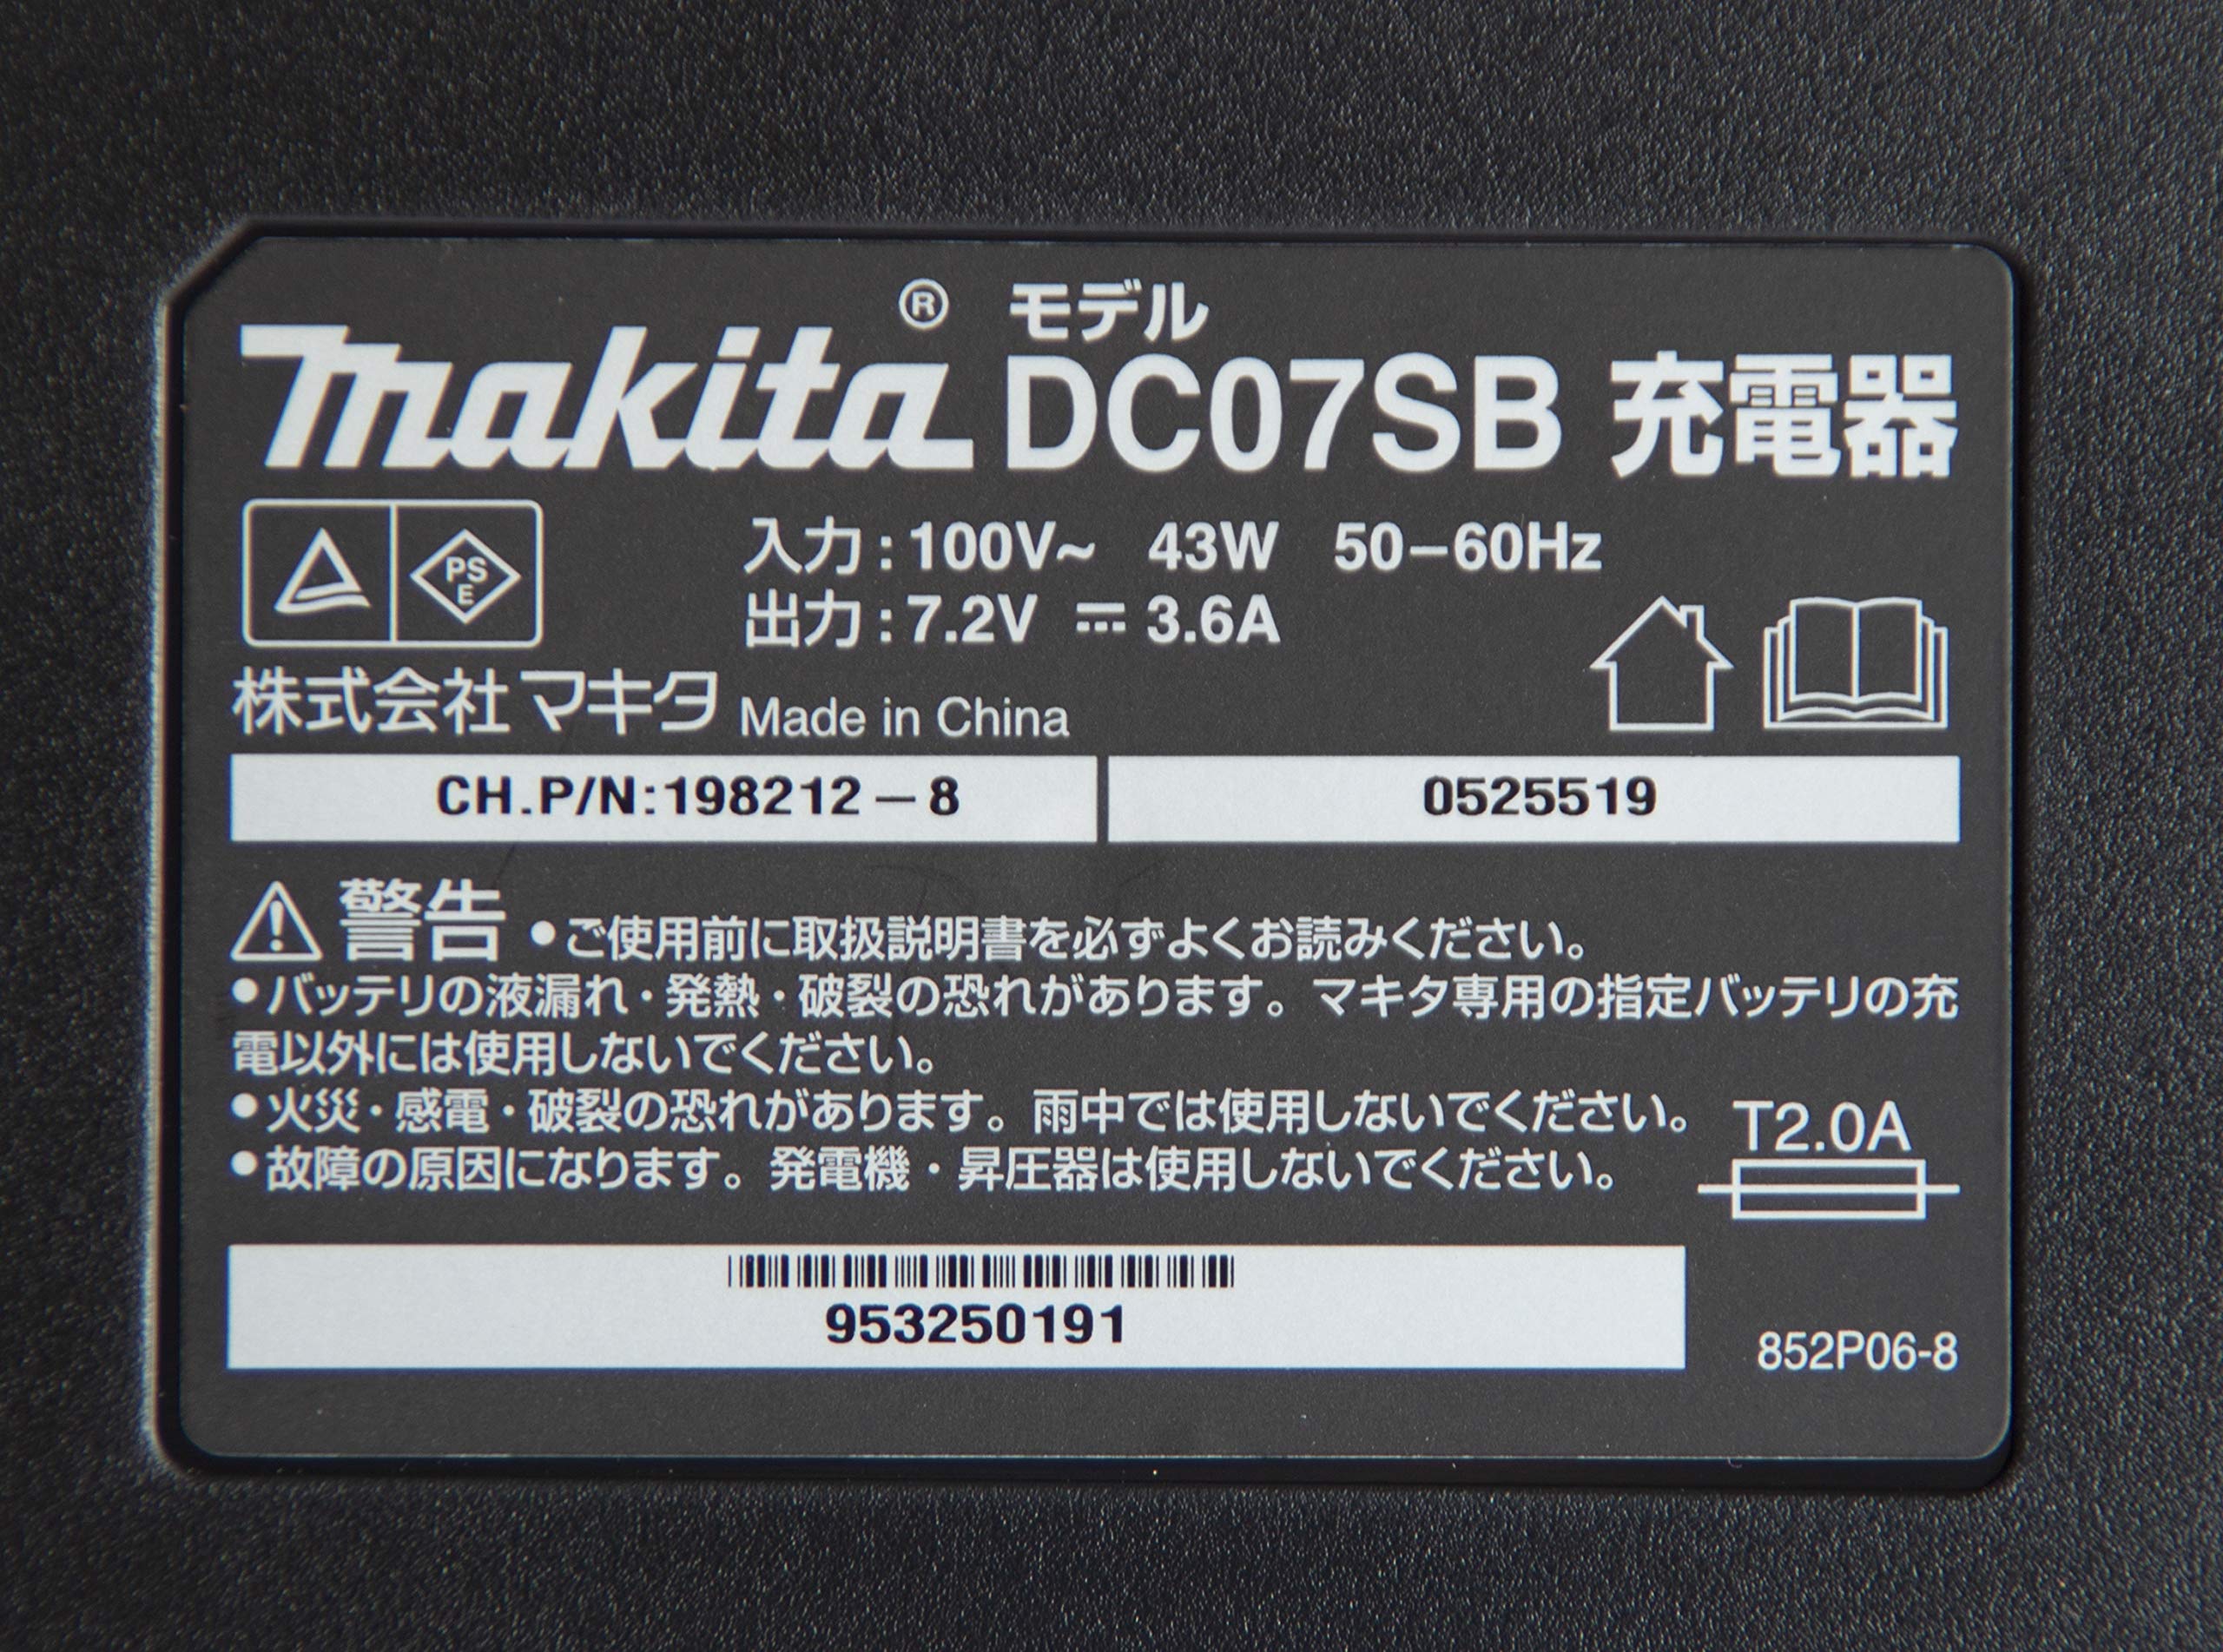 makita® モデル
DC07SB 充電器
PS
E
入力:100V~ 43W 50-60Hz
出力:7.2V ⎓ 3.6A
株式会社マキタ Made in China
CH.P/N:198212-8
0525519
⚠警告 ●ご使用前に取扱説明書を必ずよくお読みください。
●バッテリの液漏れ・発熱・破裂の恐れがあります。マキタ専用の指定バッテリの充
電以外には使用しないでください。
●火災・感電・破裂の恐れがあります。雨中では使用しないでください。
●故障の原因になります。発電機・昇圧器は使用しないでください。
T2.0A
953250191
852P06-8